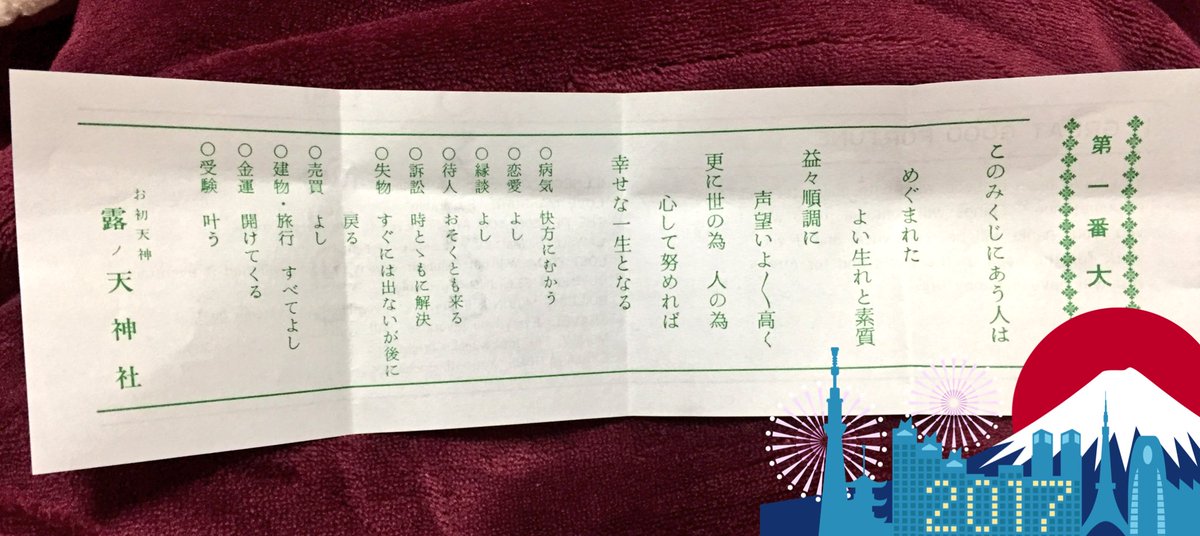 第一番大
このみくじにあう人は
めぐまれた
よい生れと素質
益々順調に
声望いよ〳〵高く
更に世の為　人の為
心して努めれば
幸せな一生となる
○病気　快方にむかう
○恋愛　よし
○縁談　よし
○待人　おそくとも来る
○訴訟　時とゝもに解決
○失物　すぐには出ないが後に
戻る
○売買　よし
○建物・旅行　すべてよし
○金運　開けてくる
○受験　叶う
お初天神
露ノ天神社
2017